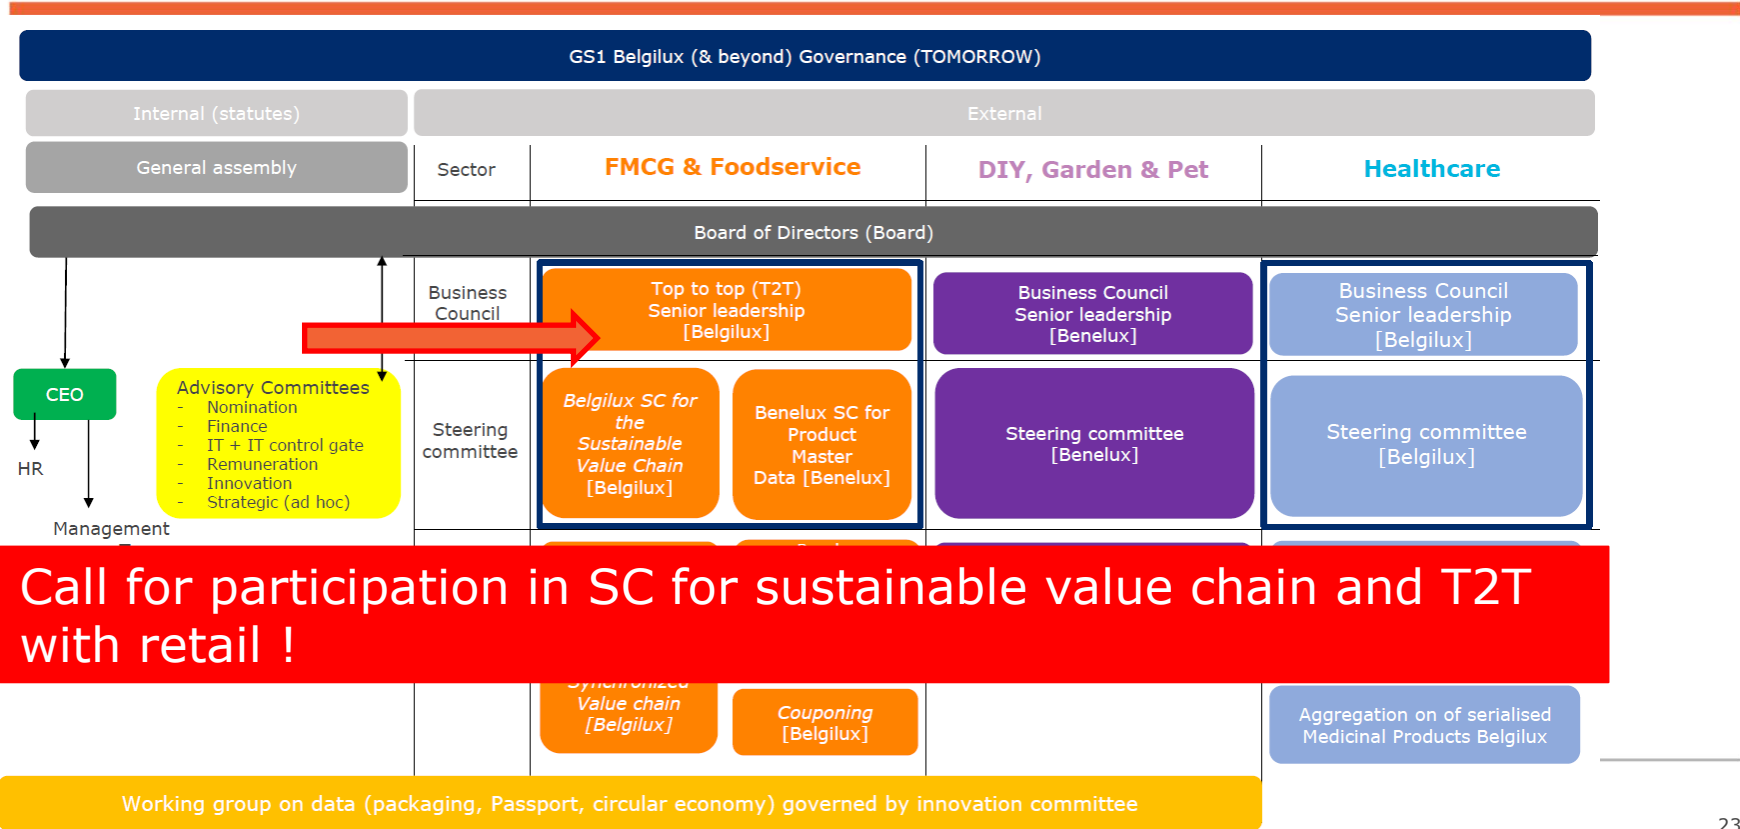 GS1 Belgilux (& beyond) Governance (TOMORROW)
Internal (statutes)
External
General assembly
Sector
FMCG & Foodservice
DIY, Garden & Pet
Healthcare
Board of Directors (Board)
Business
Council
Top to top (T2T)
Senior leadership
[Belgilux]
Business Council
Senior leadership
[Benelux]
Business Council
Senior leadership
[Belgilux]
CEO
HR
Management
Advisory Committees
- Nomination
- Finance
- IT + IT control gate
- Remuneration
- Innovation
- Strategic (ad hoc)
Steering
committee
Belgilux SC for
the
Sustainable
Value Chain
[Belgilux]
Benelux SC for
Product
Master
Data [Benelux]
Steering committee
[Benelux]
Steering committee
[Belgilux]
Call for participation in SC for sustainable value chain and T2T
with retail !
Synchronized
Value chain
[Belgilux]
Couponing
[Belgilux]
Aggregation on of serialised
Medicinal Products Belgilux
Working group on data (packaging, Passport, circular economy) governed by innovation committee
23